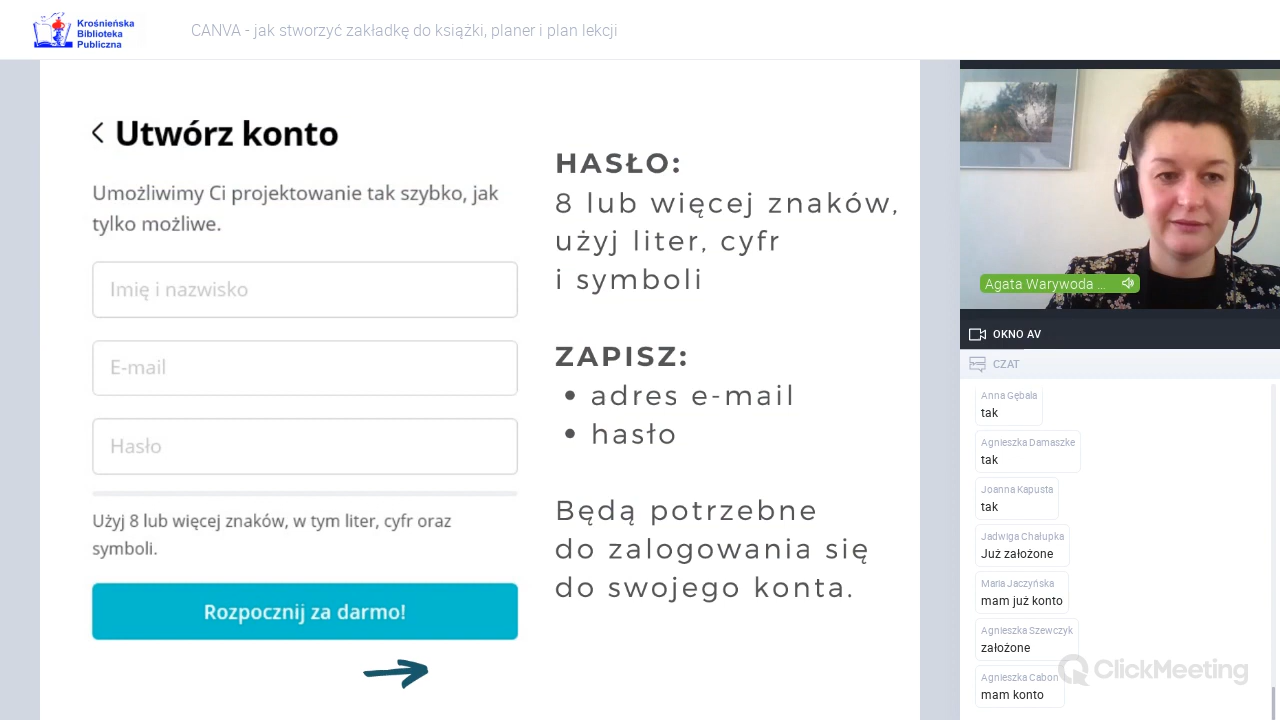 Krośnieńska
Biblioteka
Publiczna
CANVA - jak stworzyć zakładkę do książki, planer i plan lekcji
Utwórz konto
Umożliwimy Ci projektowanie tak szybko, jak
tylko możliwe.
Imię i nazwisko
E-mail
Hasło
Użyj 8 lub więcej znaków, w tym liter, cyfr oraz
symboli.
Rozpocznij za darmo!
HASŁO:
8 lub więcej znaków,
użyj liter, cyfr
i symboli
ZAPISZ:
• adres e-mail
• hasło
Będą potrzebne
do zalogowania się
do swojego konta.
Agata Warywoda ...
OKNO AV
CZAT
Anna Gębala
tak
Agnieszka Damaszke
tak
Joanna Kapusta
tak
Jadwiga Chałupka
Już założone
Maria Jaczyńska
mam już konto
Agnieszka Szewczyk
założone
Agnieszka Cabon
mam konto
ClickMeeting